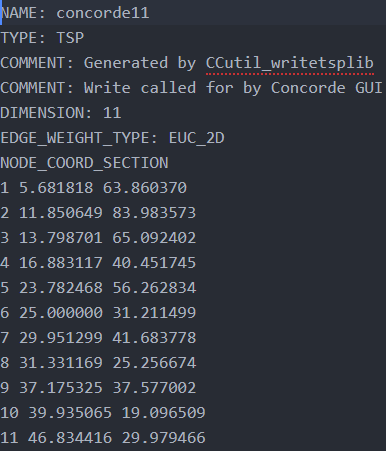 NAME: concorde11
TYPE: TSP
COMMENT: Generated by CCutil_writetsplib
COMMENT: Write called for by Concorde GUI
DIMENSION: 11
EDGE_WEIGHT_TYPE: EUC_2D
NODE_COORD_SECTION
1 5.681818 63.860370
2 11.850649 83.983573
3 13.798701 65.092402
4 16.883117 40.451745
5 23.782468 56.262834
6 25.000000 31.211499
7 29.951299 41.683778
8 31.331169 25.256674
9 37.175325 37.577002
10 39.935065 19.096509
11 46.834416 29.979466